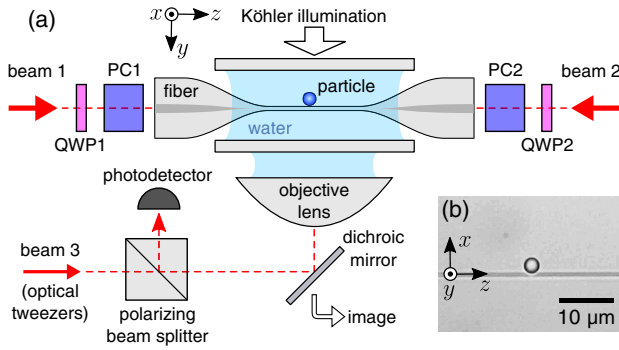 (a)
x
z
y
Köhler illumination
beam 1
PC1
fiber
particle
PC2
beam 2
QWP1
water
QWP2
photodetector
objective
lens
beam 3
(optical
tweezers)
dichroic
mirror
polarizing
beam splitter
image
(b)
x
y
z
10 µm